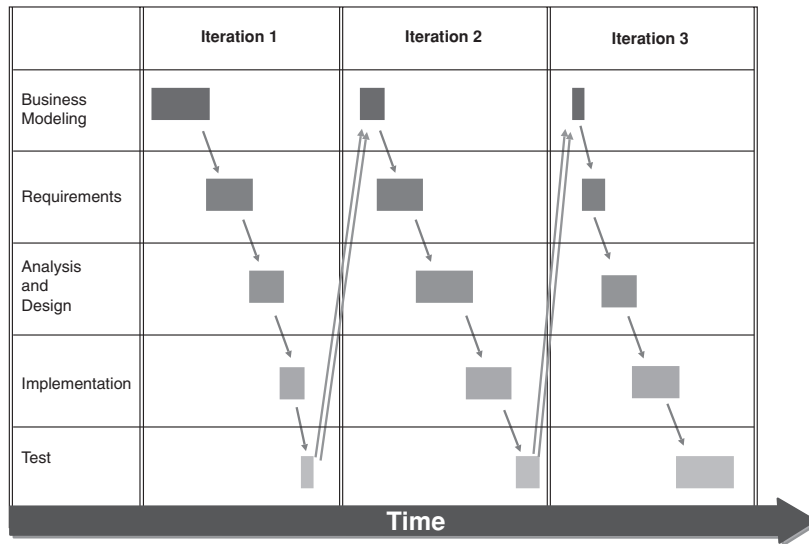 Iteration 1
Iteration 2
Iteration 3
Business
Modeling
Requirements
Analysis
and
Design
Implementation
Test
Time